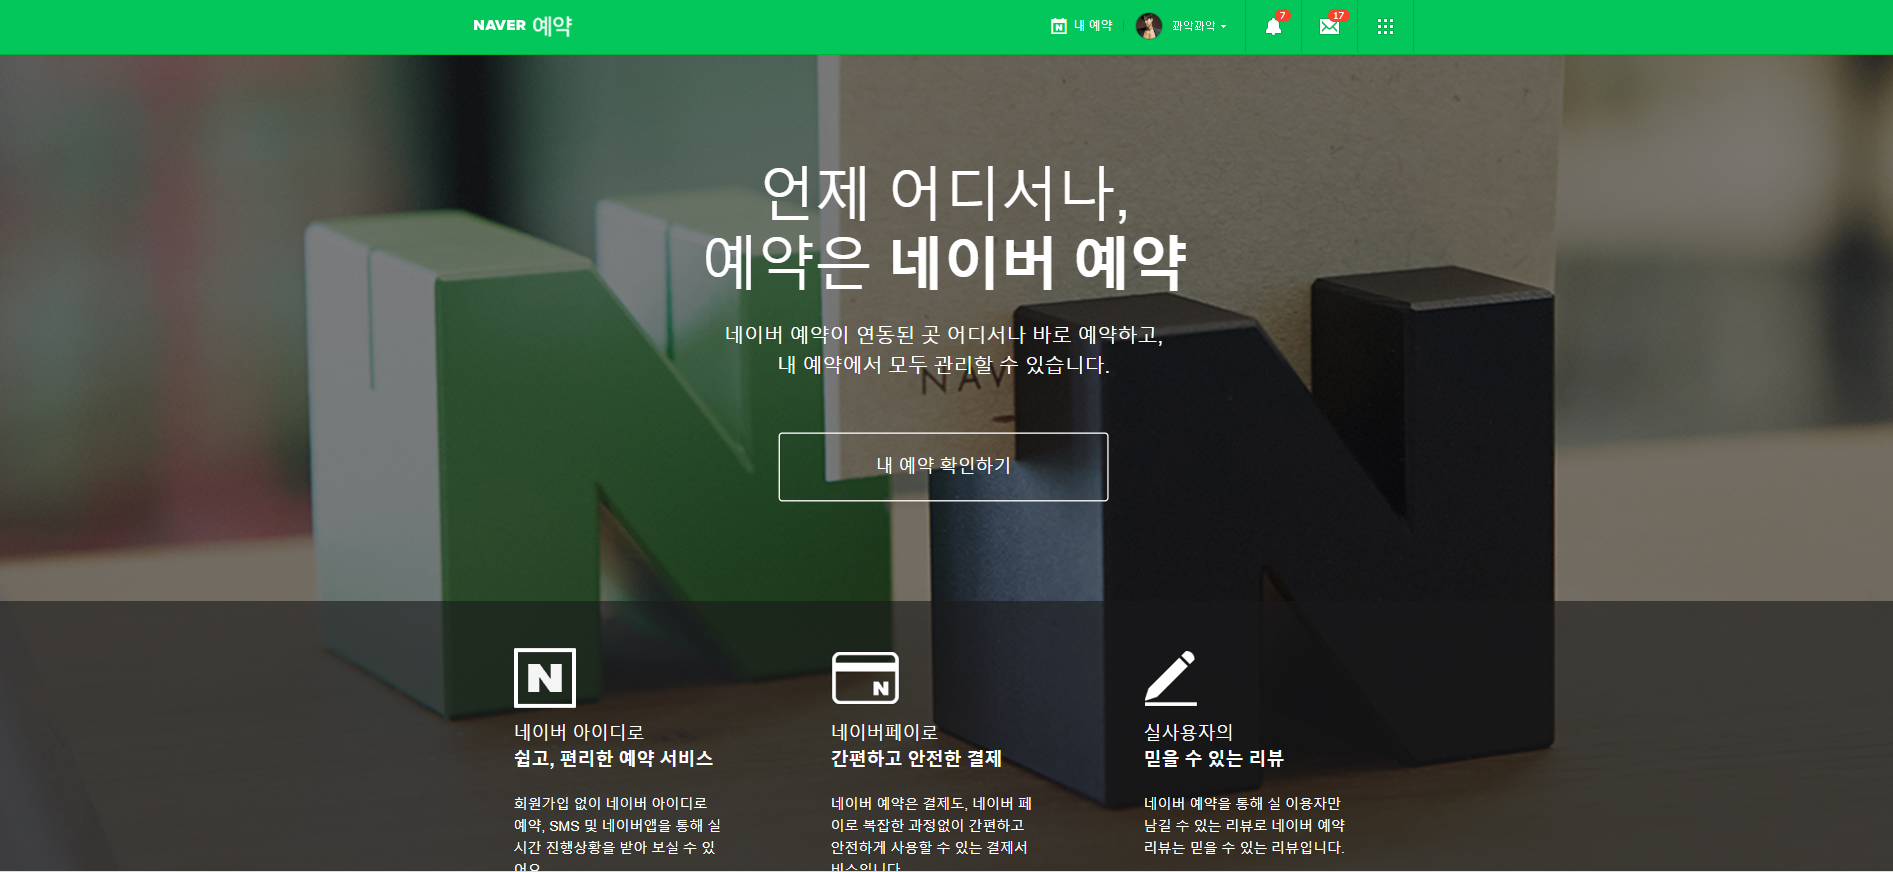 NAVER 예약
내 예약
꽈악꽈악
7
17
언제 어디서나,
예약은 네이버 예약
네이버 예약이 연동된 곳 어디서나 바로 예약하고,
내 예약에서 모두 관리할 수 있습니다.
NAV
내 예약 확인하기
N
네이버 아이디로
쉽고, 편리한 예약 서비스
회원가입 없이 네이버 아이디로
예약, SMS 및 네이버앱을 통해 실
시간 진행상황을 받아 보실 수 있
어요
N
네이버페이로
간편하고 안전한 결제
네이버 예약은 결제도, 네이버 페
이로 복잡한 과정없이 간편하고
안전하게 사용할 수 있는 결제서
비스입니다
실사용자의
믿을 수 있는 리뷰
네이버 예약을 통해 실 이용자만
남길 수 있는 리뷰로 네이버 예약
리뷰는 믿을 수 있는 리뷰입니다.